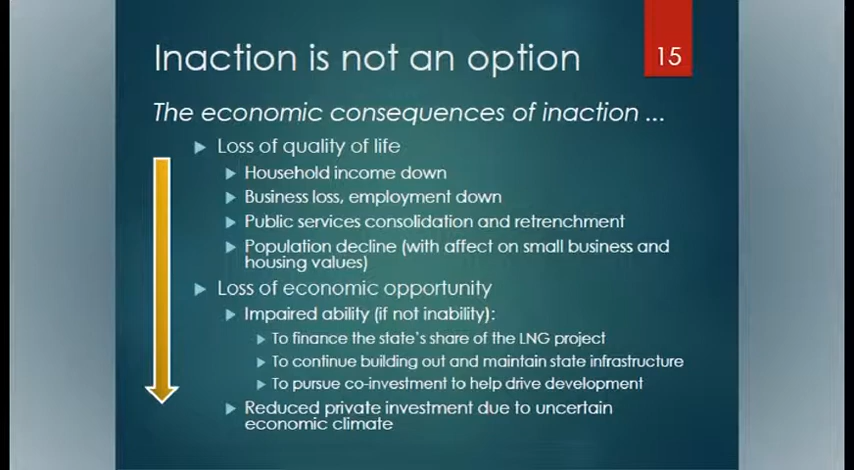 Inaction is not an option
15
The economic consequences of inaction ...
Loss of quality of life
Household income down
Business loss, employment down
Public services consolidation and retrenchment
Population decline (with affect on small business and
housing values)
Loss of economic opportunity
Impaired ability (if not inability):
To finance the state's share of the LNG project
To continue building out and maintain state infrastructure
To pursue co-investment to help drive development
Reduced private investment due to uncertain
economic climate